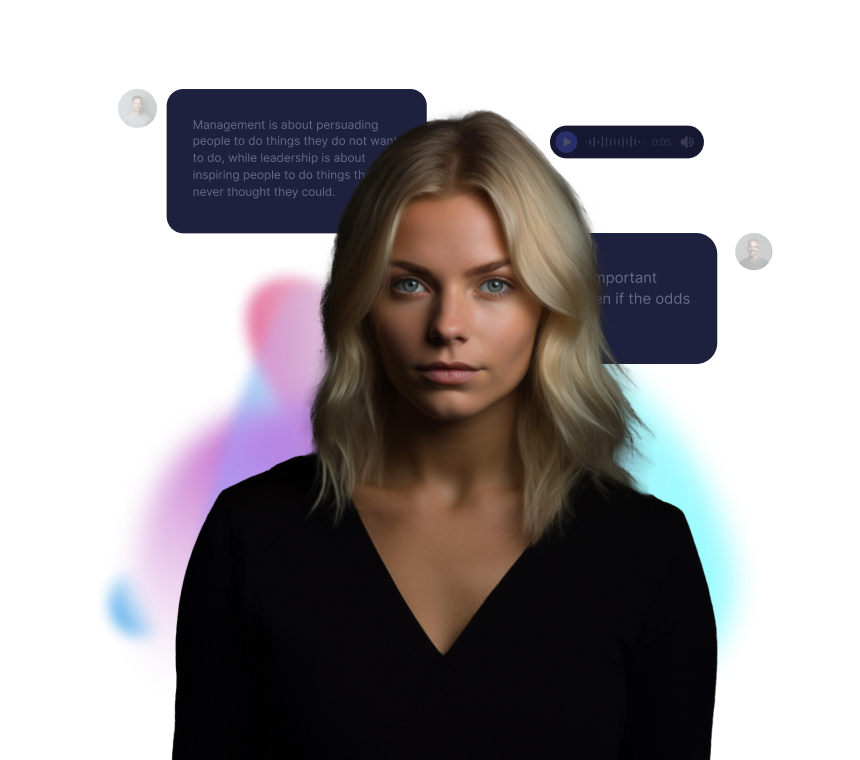 Management is about persuading
people to do things they do not want
to do, while leadership is about
inspiring people to do things
never thought they could.
0:05
if the odds